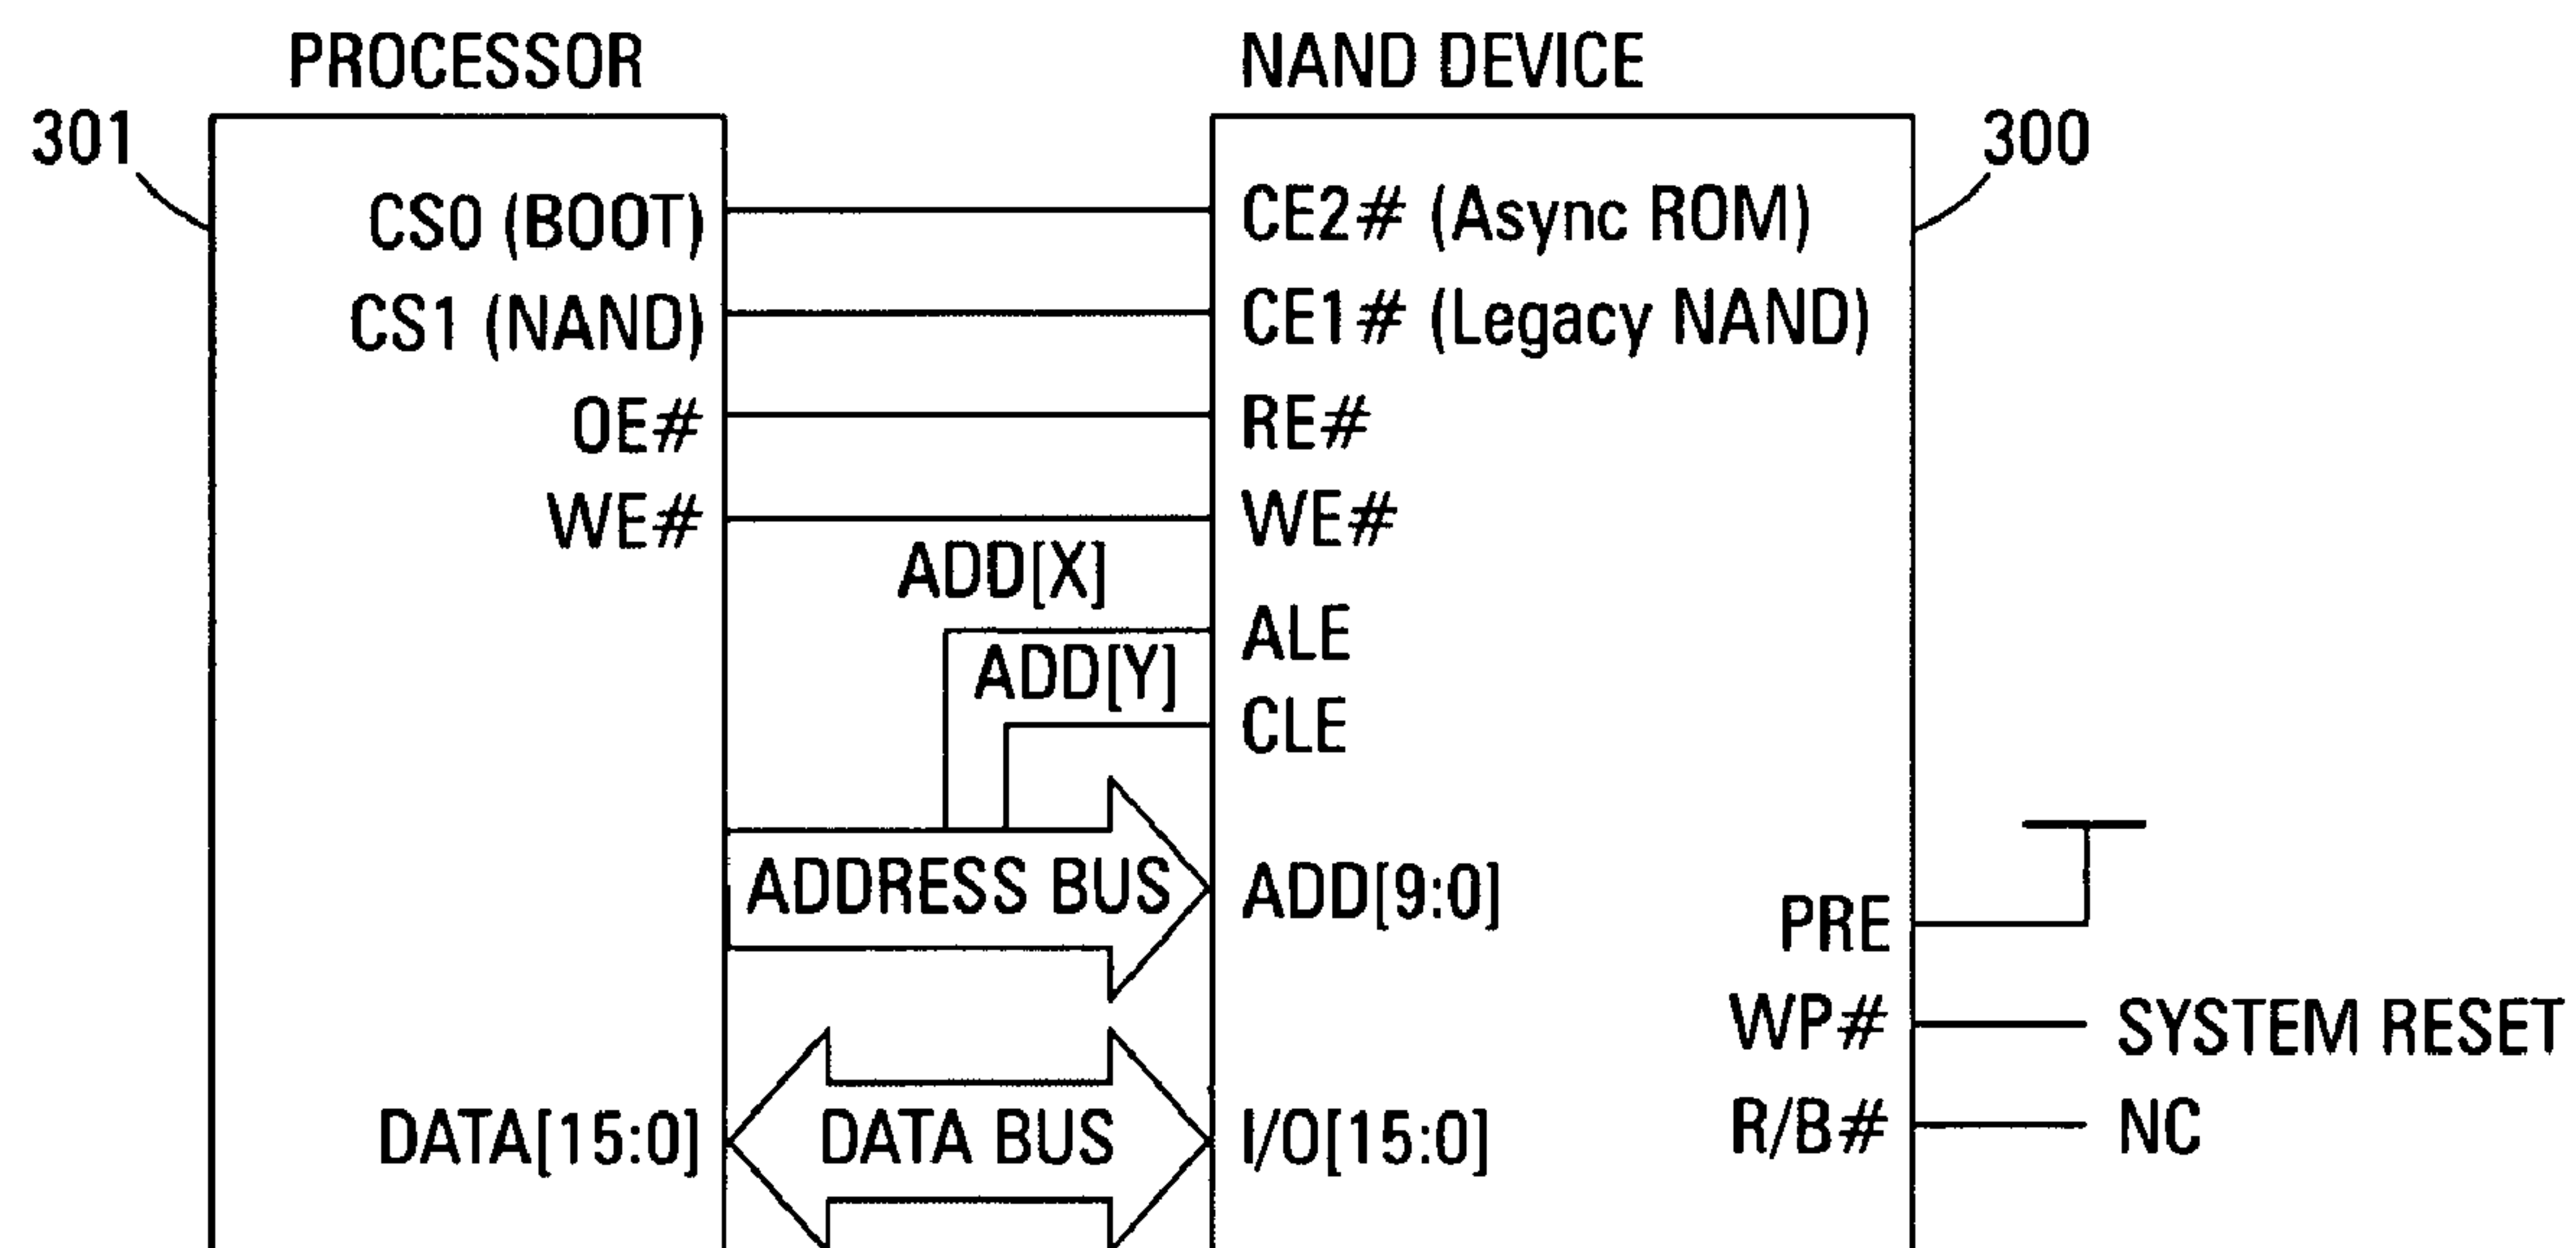 PROCESSOR
NAND DEVICE
301
300
CS0 (BOOT)
CE2# (Async ROM)
CS1 (NAND)
CE1# (Legacy NAND)
OE#
RE#
WE#
WE#
ADD[X]
ALE
ADD[Y]
CLE
ADDRESS BUS
ADD[9:0]
PRE
WP#
SYSTEM RESET
DATA[15:0]
DATA BUS
I/O[15:0]
R/B#
NC